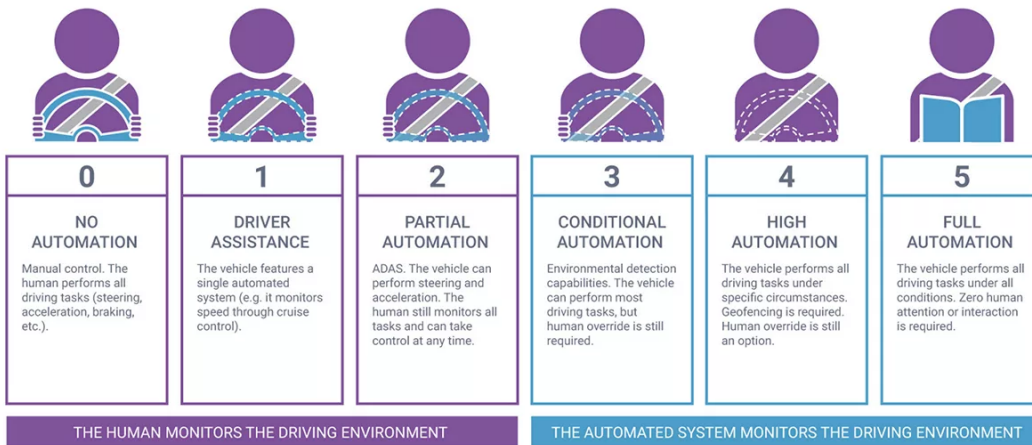 0
NO
AUTOMATION
Manual control. The
human performs all
driving tasks (steering,
acceleration, braking,
etc.).
1
DRIVER
ASSISTANCE
The vehicle features a
single automated
system (e.g. it monitors
speed through cruise
control).
2
PARTIAL
AUTOMATION
ADAS. The vehicle can
perform steering and
acceleration. The
human still monitors all
tasks and can take
control at any time.
3
CONDITIONAL
AUTOMATION
Environmental detection
capabilities. The vehicle
can perform most
driving tasks, but
human override is still
required.
4
HIGH
AUTOMATION
The vehicle performs all
driving tasks under
specific circumstances.
Geofencing is required.
Human override is still
an option.
5
FULL
AUTOMATION
The vehicle performs all
driving tasks under all
conditions. Zero human
attention or interaction
is required.
THE HUMAN MONITORS THE DRIVING ENVIRONMENT
THE AUTOMATED SYSTEM MONITORS THE DRIVING ENVIRONMENT